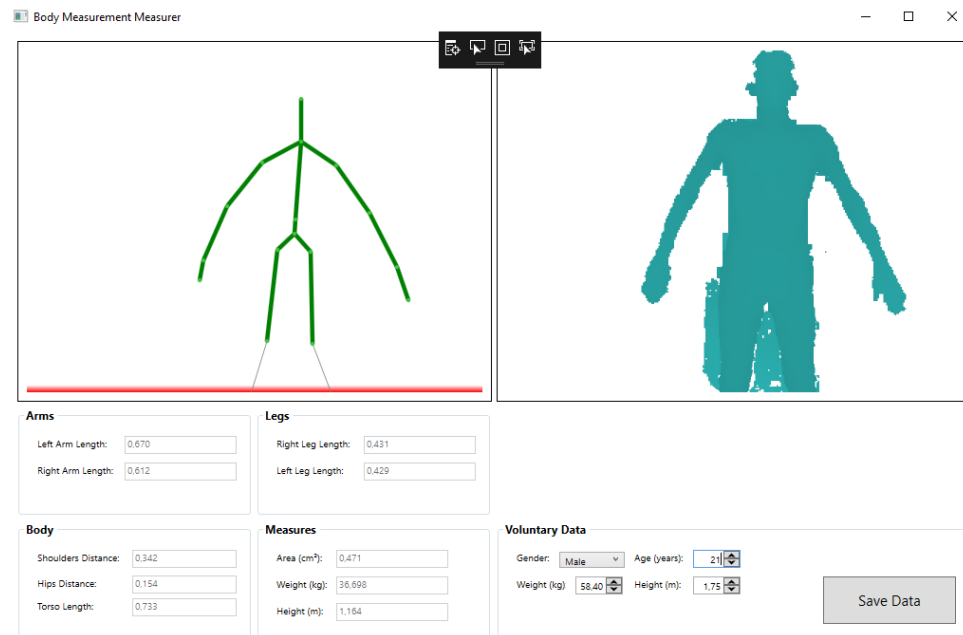 Body Measurement Measurer
Arms
Left Arm Length: 0,670
Right Arm Length: 0,612
Legs
Right Leg Length: 0,431
Left Leg Length: 0,429
Body
Shoulders Distance: 0,342
Hips Distance: 0,154
Torso Length: 0,733
Measures
Area (cm²): 0,471
Weight (kg): 36,698
Height (m): 1,164
Voluntary Data
Gender: Male Age (years): 21
Weight (kg) 58,40 Height (m): 1,75
Save Data